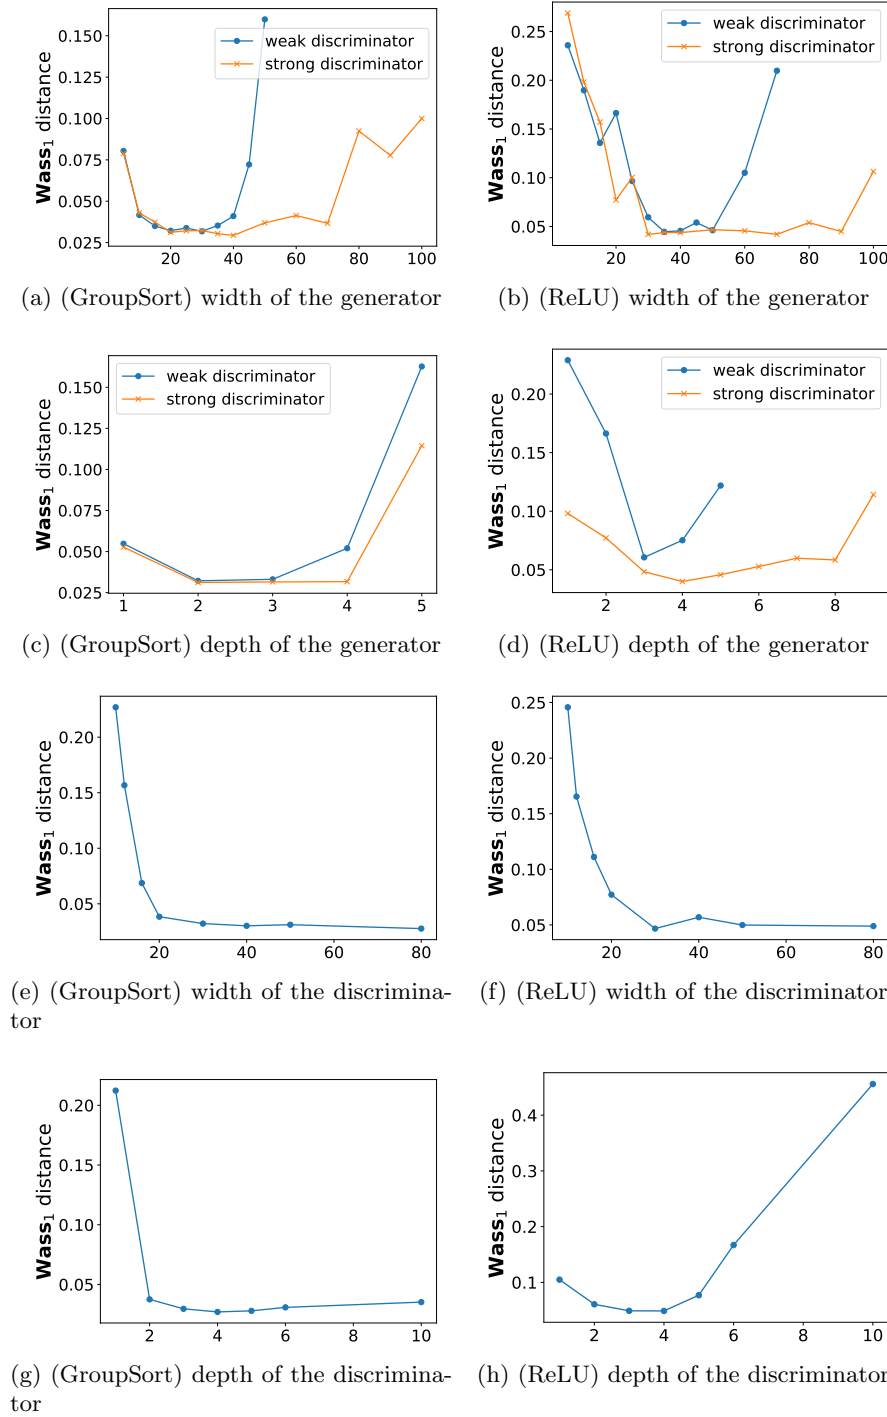 0.150
0.125
0.100
0.075
0.050
0.025
Wass1 distance
weak discriminator
strong discriminator
20 40 60 80 100
(a) (GroupSort) width of the generator
0.25
0.20
0.15
0.10
0.05
Wass1 distance
weak discriminator
strong discriminator
20 40 60 80 100
(b) (ReLU) width of the generator
0.150
0.125
0.100
0.075
0.050
0.025
Wass1 distance
weak discriminator
strong discriminator
1 2 3 4 5
(c) (GroupSort) depth of the generator
0.20
0.15
0.10
0.05
Wass1 distance
weak discriminator
strong discriminator
2 4 6 8
(d) (ReLU) depth of the generator
0.20
0.15
0.10
0.05
Wass1 distance
20 40 60 80
(e) (GroupSort) width of the discrimina-
tor
0.25
0.20
0.15
0.10
0.05
Wass1 distance
20 40 60 80
(f) (ReLU) width of the discriminator
0.20
0.15
0.10
0.05
Wass1 distance
2 4 6 8 10
(g) (GroupSort) depth of the discrimina-
tor
0.4
0.3
0.2
0.1
Wass1 distance
2 4 6 8 10
(h) (ReLU) depth of the discriminator